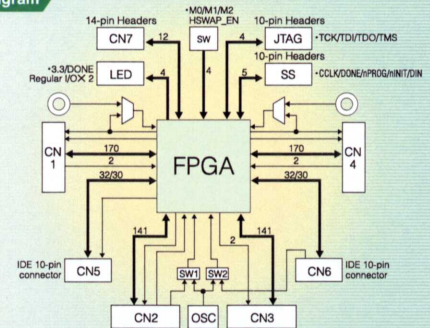 agram
14-pin Headers
·M0/M1/M2
HSWAP_EN
10-pin Headers
CN7
12
SW
4
JTAG
·TCK/TDI/TDO/TMS
10-pin Headers
·3.3/DONE
Regular I/O✕2
LED
4
4
5
SS
·CCLK/DONE/nPROG/nINIT/DIN
CN
1
170
2
32/30
FPGA
170
2
32/30
CN
4
141
2
141
IDE 10-pin
connector
CN5
SW1
SW2
CN6
IDE 10-pin
connector
CN2
OSC
CN3